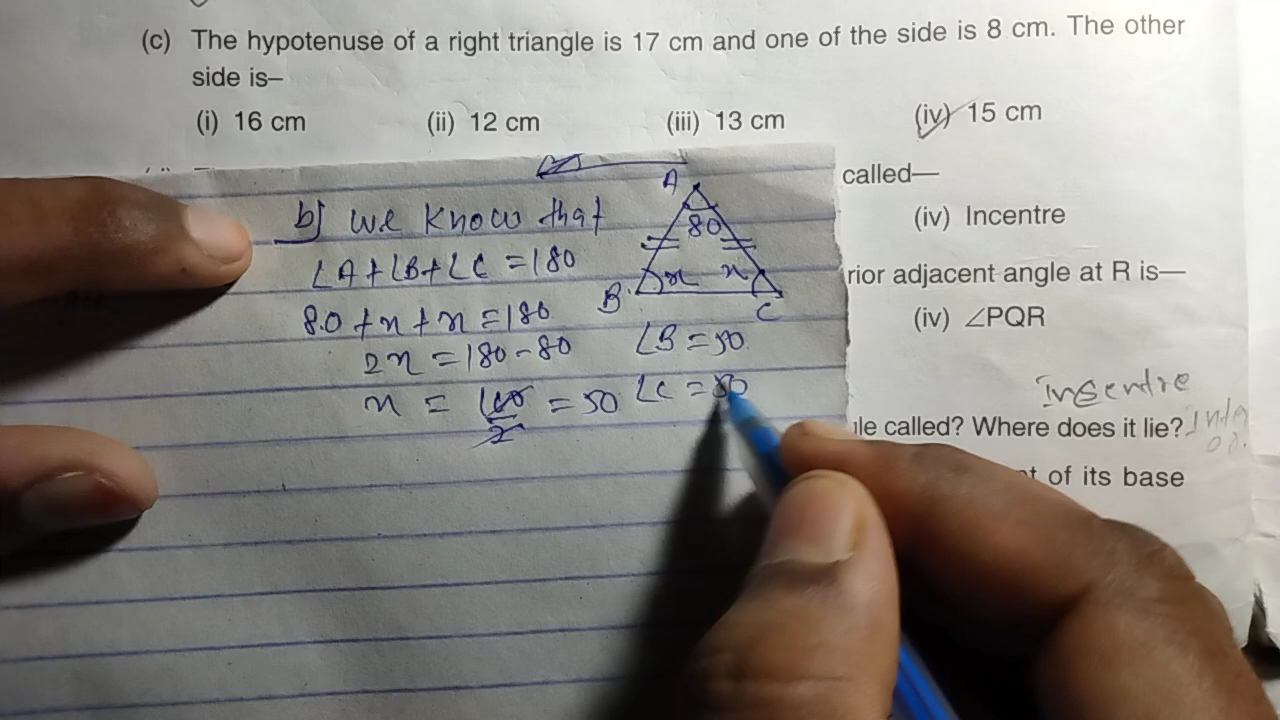 (c) The hypotenuse of a right triangle is 17 cm and one of the side is 8 cm. The other
side is–
(i) 16 cm (ii) 12 cm (iii) 13 cm (iv) 15 cm
called—
(iv) Incentre
rior adjacent angle at R is—
(iv) ∠PQR
Insentre
le called? Where does it lie?
of its base
b) We know that
∠A+∠B+∠C = 180
80 + x + x = 180
2x = 180 - 80
x = 100/2 = 50
A
80
x x
B C
∠B = 50
∠C = 50